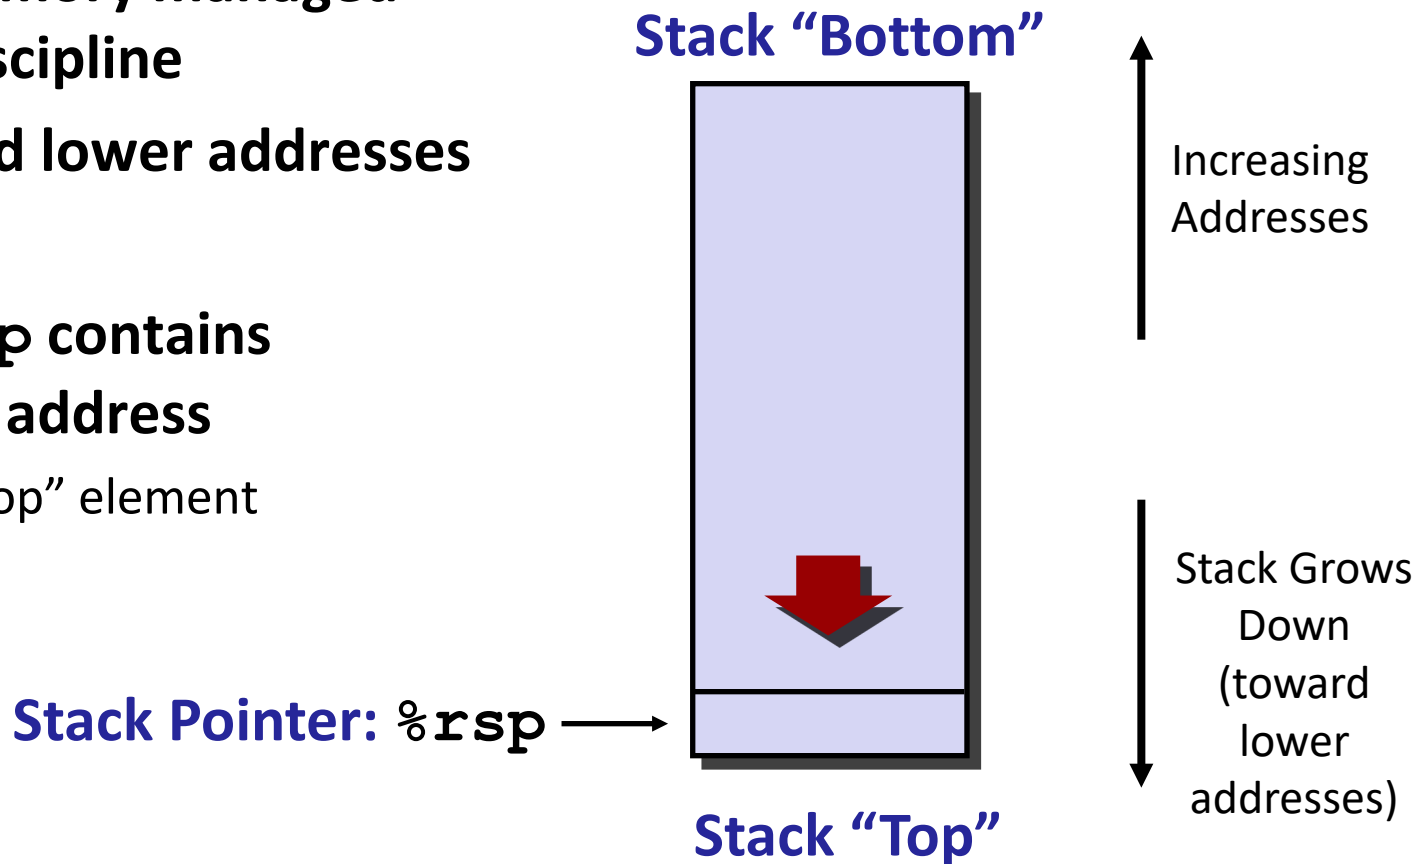 managed
scipline
d lower addresses
p contains
address
op” element
Stack Pointer: %rsp
Stack “Bottom”
Stack “Top”
Increasing
Addresses
Stack Grows
Down
(toward
lower
addresses)